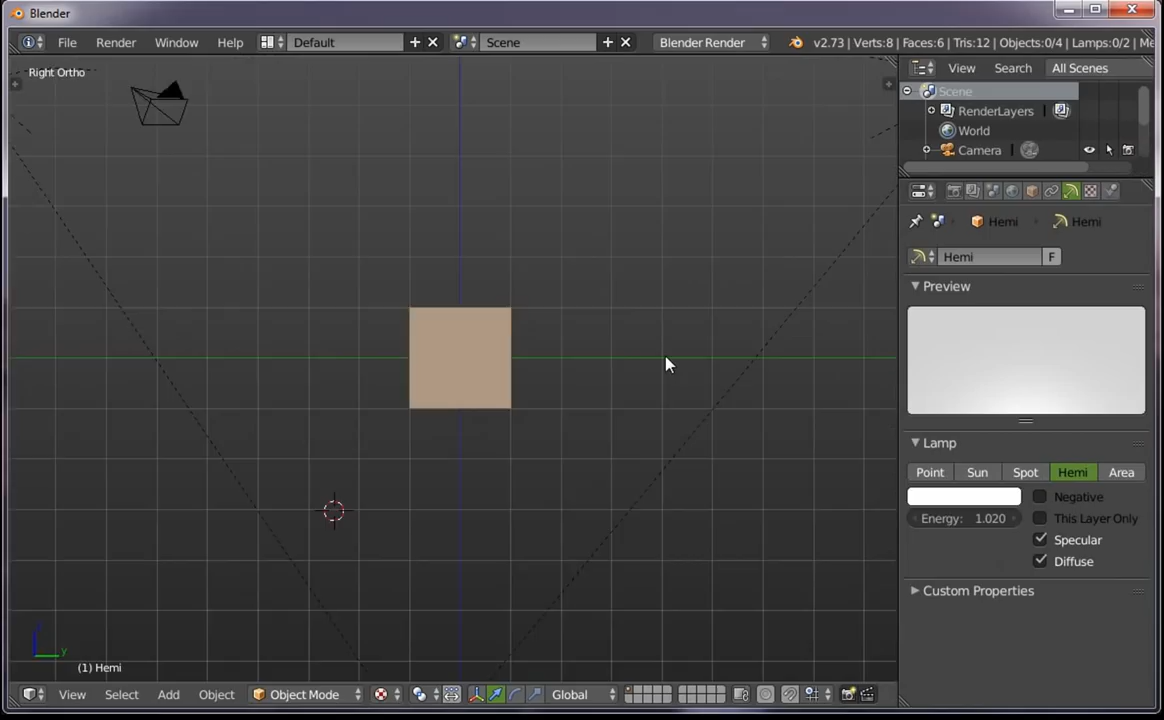 Blender
File Render Window Help Default Scene Blender Render v2.73 | Verts:8 | Faces:6 | Tris:12 | Objects:0/4 | Lamps:0/2 | Me
Right Ortho
View Search All Scenes
Scene
RenderLayers
World
Camera
Hemi Hemi
Hemi F
Preview
Lamp
Point Sun Spot Hemi Area
Negative
Energy: 1.020 This Layer Only
Specular
Diffuse
Custom Properties
y
(1) Hemi
View Select Add Object Object Mode Global